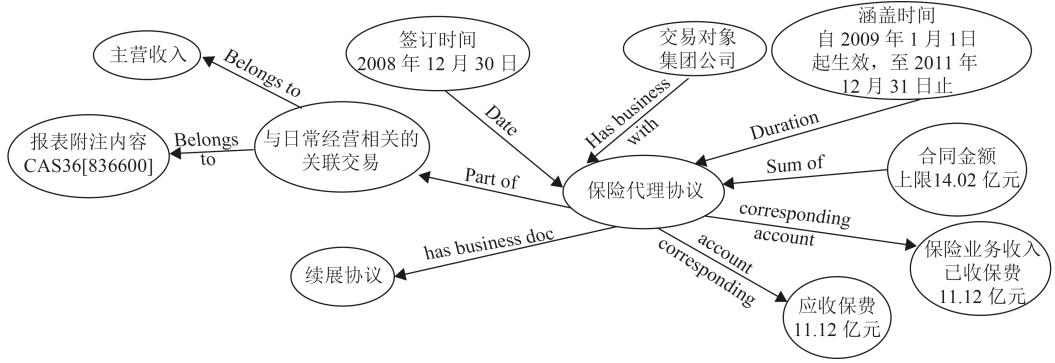 主营收入
签订时间
2008 年 12 月 30 日
交易对象
集团公司
涵盖时间
自 2009 年 1 月 1日
起生效，至 2011 年
12 月 31 日止
Belongs to
Date
Has business
with
Duration
报表附注内容
CAS36[836600]
Belongs
to
与日常经营相关的
关联交易
Part of
保险代理协议
Sum of
合同金额
上限14.02 亿元
has business doc
续展协议
account
corresponding
应收保费
11.12 亿元
corresponding
account
保险业务收入
已收保费
11.12 亿元